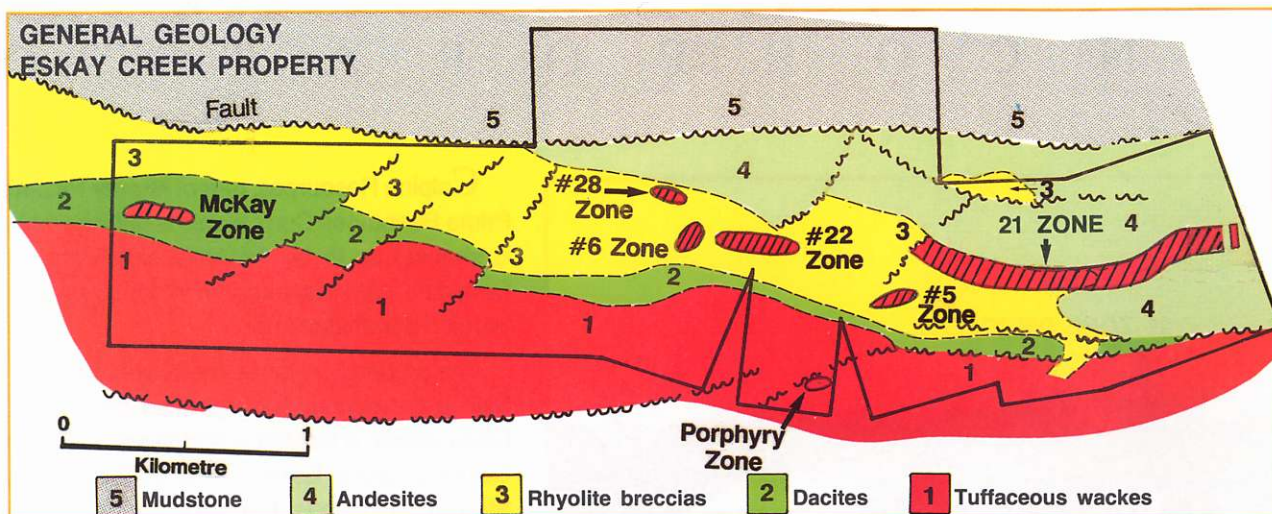 GENERAL GEOLOGY
ESKAY CREEK PROPERTY
Fault
5
5
5
3
4
#28
Zone
3
3
2
McKay
Zone
21 ZONE
4
#6 Zone
#22
Zone
3
2
3
1
2
#5
Zone
4
1
1
2
1
0
1
Kilometre
Porphyry
Zone
5 Mudstone
4 Andesites
3 Rhyolite breccias
2 Dacites
1 Tuffaceous wackes